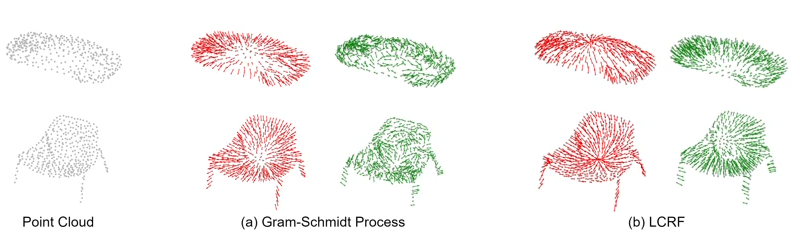 Point Cloud
(a) Gram-Schmidt Process
(b) LCRF